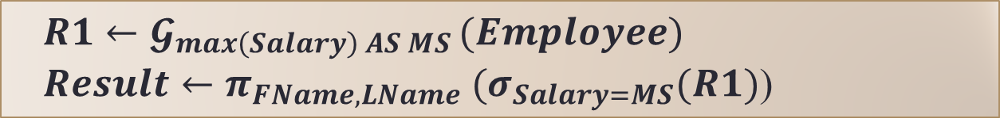 R1 ← 𝒢max(Salary) AS MS (Employee)
Result ← πFName,LName (σSalary=MS(R1))